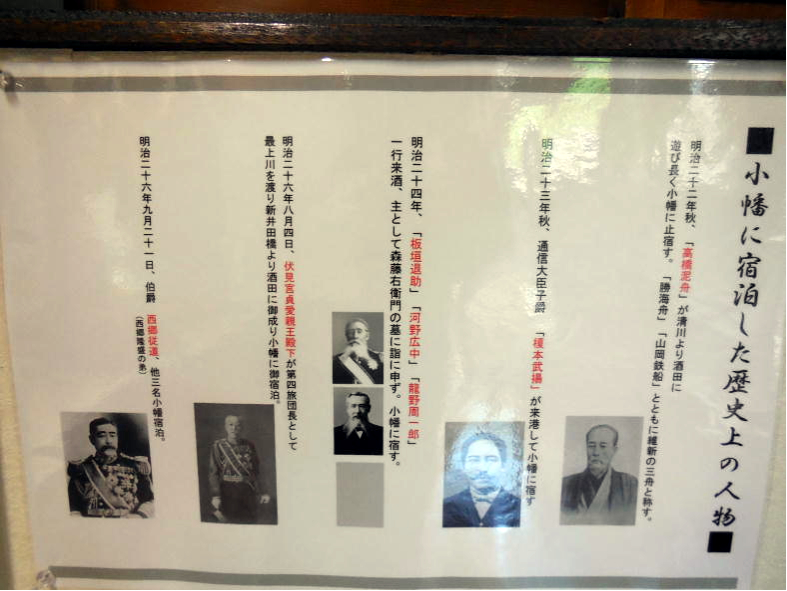 ■小幡に宿泊した歴史上の人物■
明治二十二年秋、「高橋泥舟」が清川より酒田に
遊び長く小幡に止宿す。「勝海舟」「山岡鉄船」とともに維新の三舟と称す。
明治二十三年秋、逓信大臣子爵「榎本武揚」が来港して小幡に宿す
明治二十四年、「板垣退助」「河野広中」「龍野周一郎」
一行来酒、主として森藤右衛門の墓に詣に申ず。小幡に宿す。
明治二十六年八月四日、伏見宮貞愛親王殿下が第四旅団長として
最上川を渡り新井田橋より酒田に御成り小幡に御宿泊。
明治二十六年九月二十一日、伯爵 西郷従道、他三名小幡宿泊。
(西郷隆盛の弟)